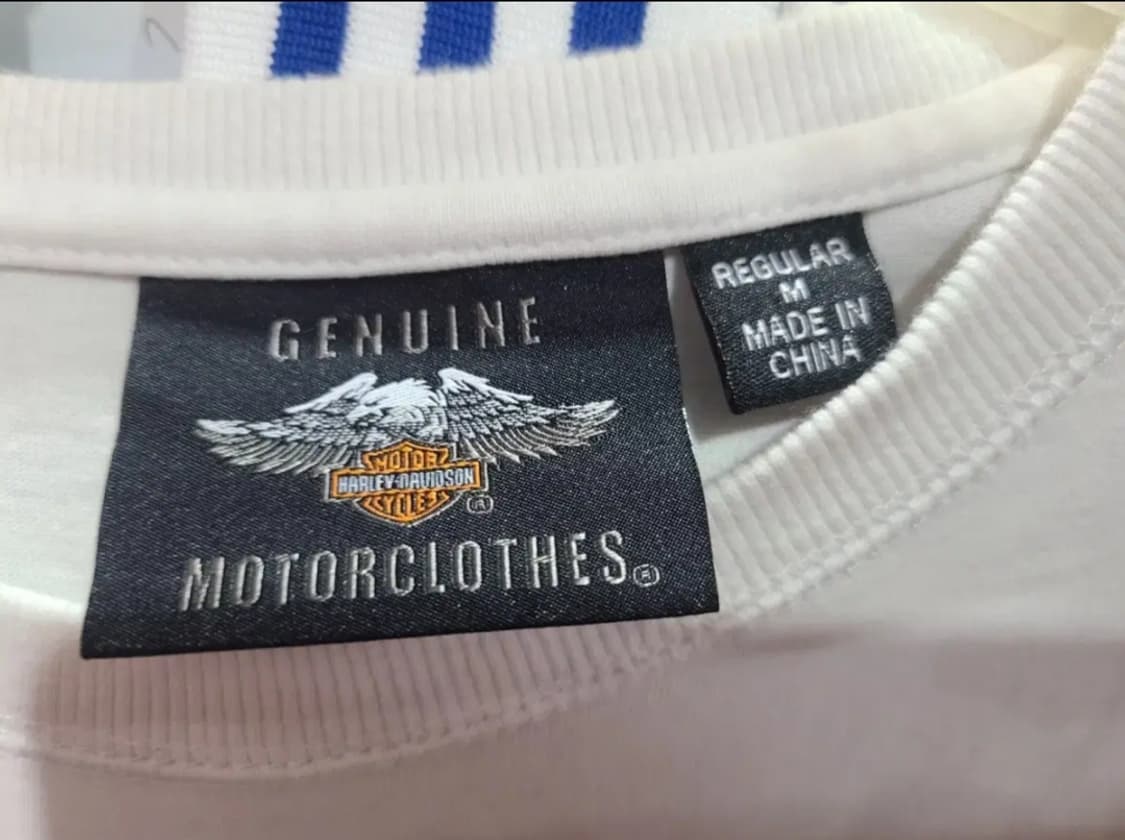 GENUINE
MOTOR
HARLEY-DAVIDSON
CYCLES
®
MOTORCLOTHES®
REGULAR
M
MADE IN
CHINA